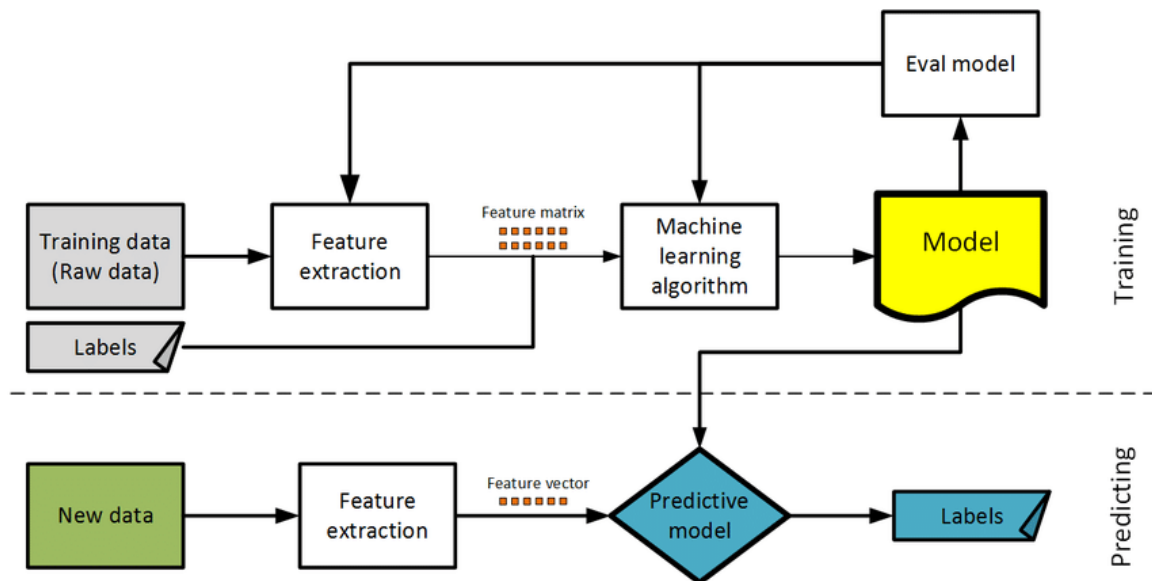 Eval model
Training data
(Raw data)
Feature
extraction
Feature matrix
Machine
learning
algorithm
Model
Training
Labels
New data
Feature
extraction
Feature vector
Predictive
model
Labels
Predicting